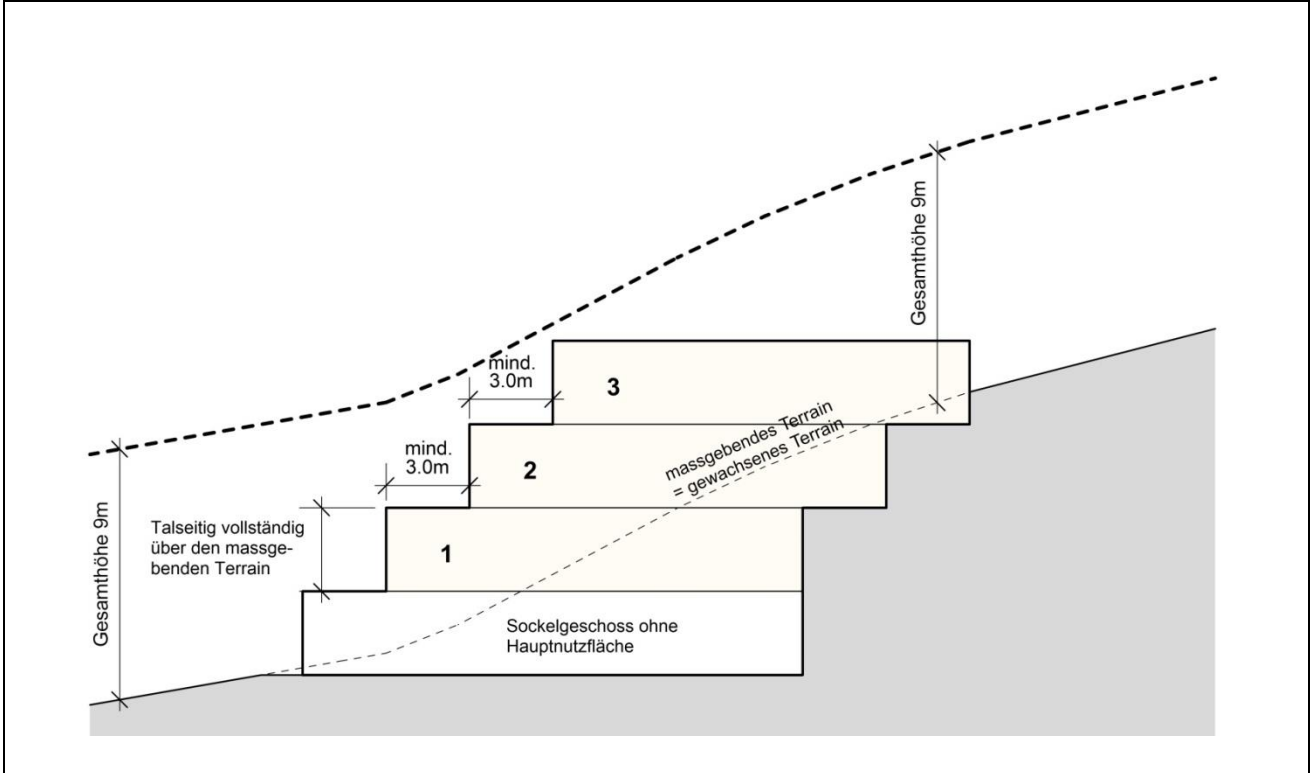 Gesamthöhe 9m
mind.
3.0m
3
mind.
3.0m
2
massgebendes Terrain
= gewachsenes Terrain
Gesamthöhe 9m
Talseitig vollständig
über den massge-
benden Terrain
1
Sockelgeschoss ohne
Hauptnutzfläche